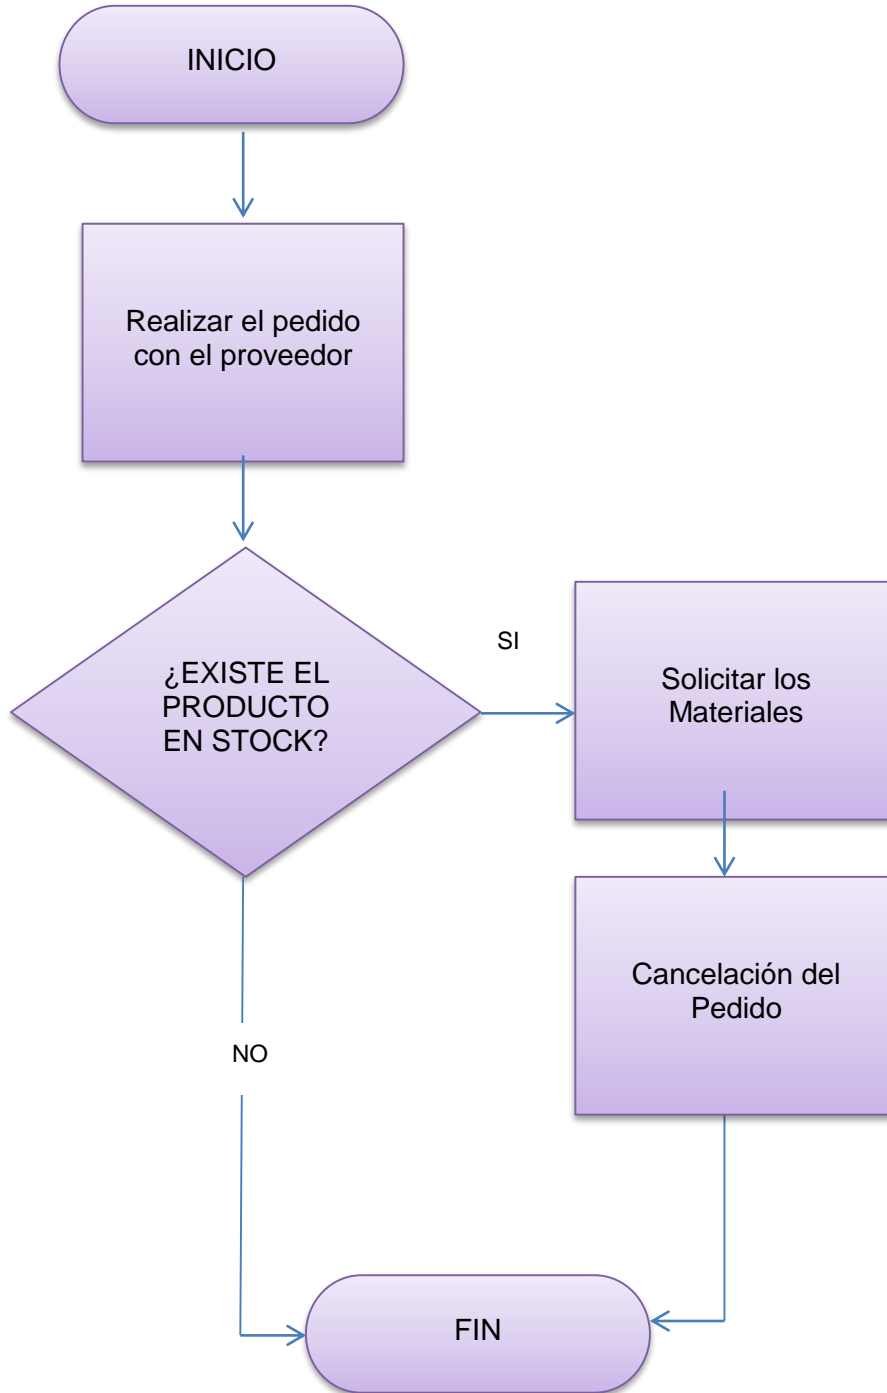 INICIO
Realizar el pedido
con el proveedor
¿EXISTE EL
PRODUCTO
EN STOCK?
SI
Solicitar los
Materiales
Cancelación del
Pedido
NO
FIN